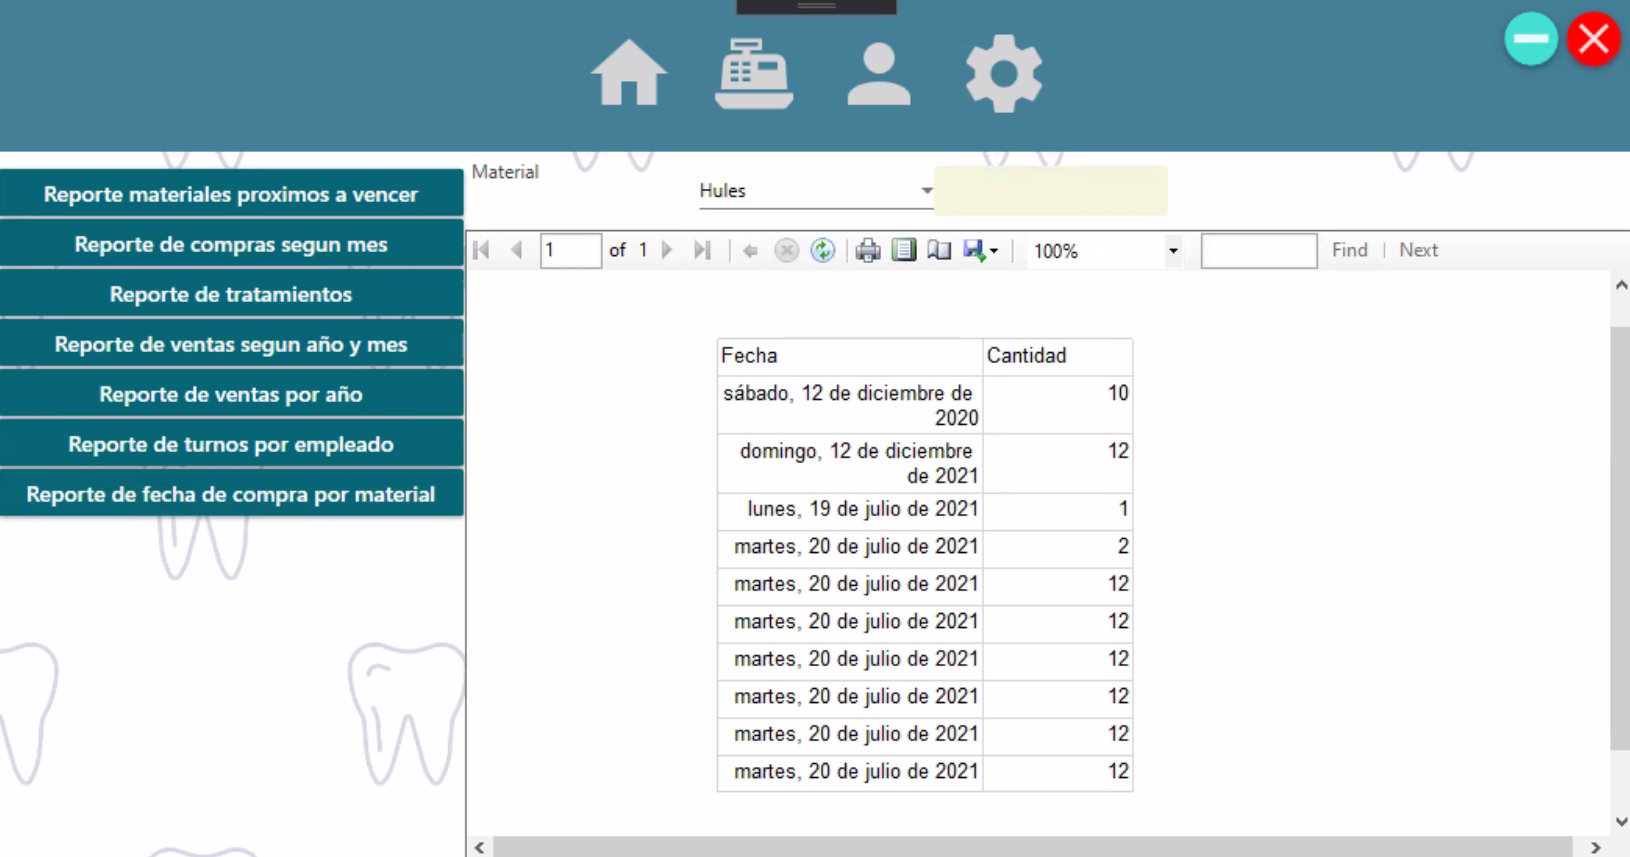 Reporte materiales proximos a vencer
Reporte de compras segun mes
Reporte de tratamientos
Reporte de ventas segun año y mes
Reporte de ventas por año
Reporte de turnos por empleado
Reporte de fecha de compra por material
Material
Hules
1 of 1 100% Find | Next
Fecha Cantidad
sábado, 12 de diciembre de 10
2020
domingo, 12 de diciembre 12
de 2021
lunes, 19 de julio de 2021 1
martes, 20 de julio de 2021 2
martes, 20 de julio de 2021 12
martes, 20 de julio de 2021 12
martes, 20 de julio de 2021 12
martes, 20 de julio de 2021 12
martes, 20 de julio de 2021 12
martes, 20 de julio de 2021 12